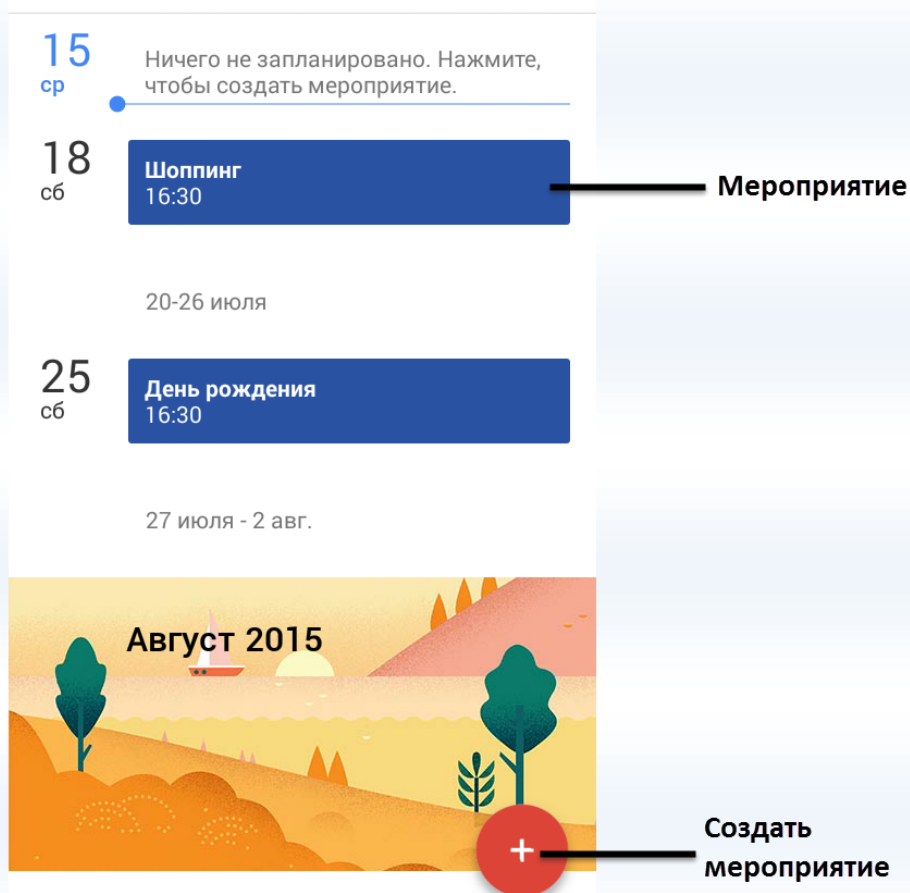 15
ср
Ничего не запланировано. Нажмите,
чтобы создать мероприятие.
18
сб
Шоппинг
16:30
Мероприятие
20-26 июля
25
сб
День рождения
16:30
27 июля - 2 авг.
Август 2015
+
Создать
мероприятие